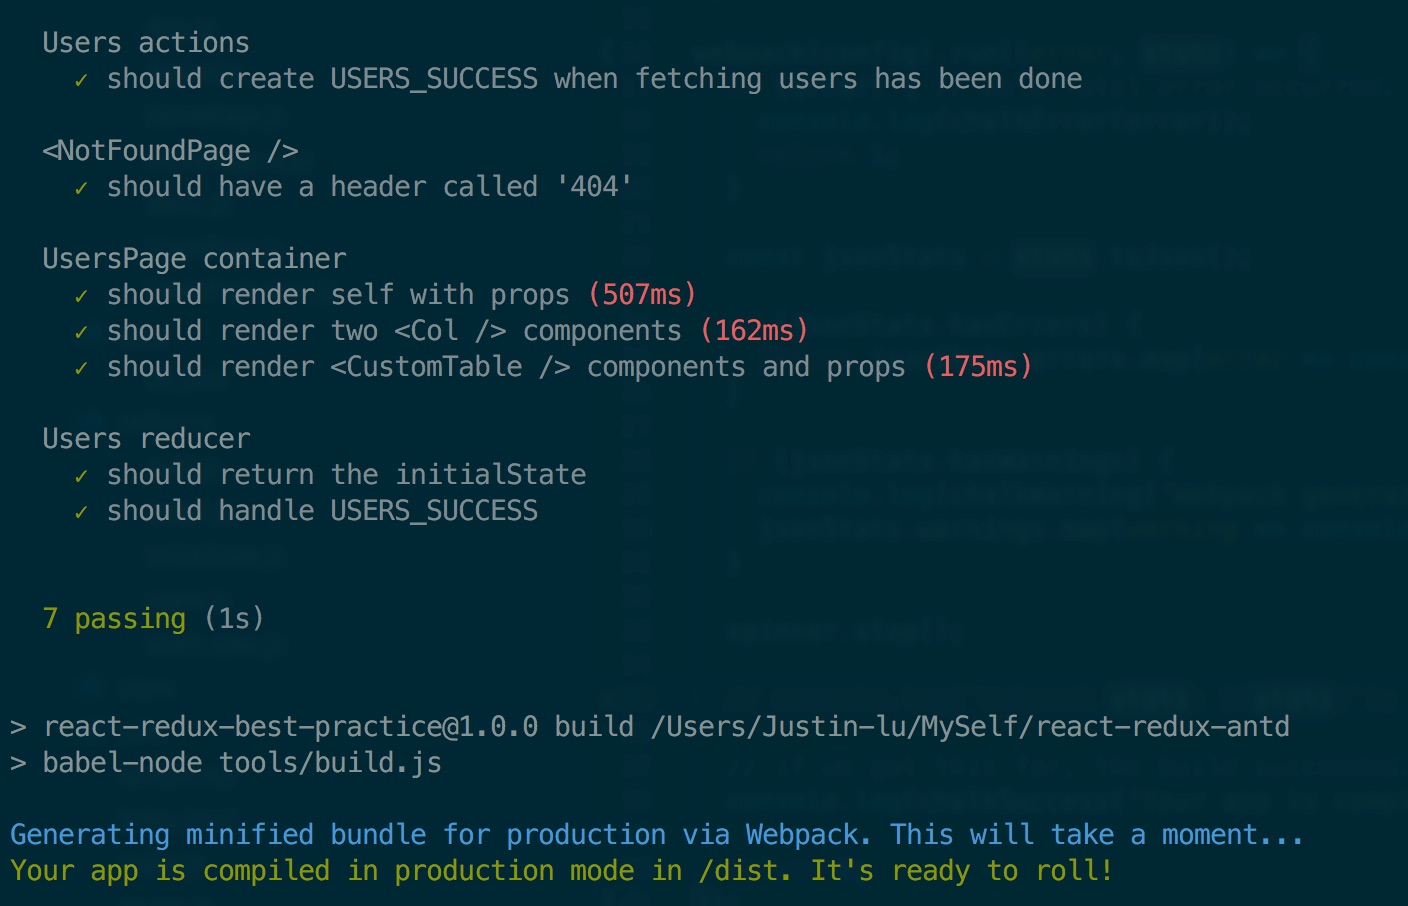 Users actions
✓ should create USERS_SUCCESS when fetching users has been done
<NotFoundPage />
✓ should have a header called '404'
UsersPage container
✓ should render self with props (507ms)
✓ should render two <Col /> components (162ms)
✓ should render <CustomTable /> components and props (175ms)
Users reducer
✓ should return the initialState
✓ should handle USERS_SUCCESS
7 passing (1s)
> react-redux-best-practice@1.0.0 build /Users/Justin-lu/MySelf/react-redux-antd
> babel-node tools/build.js
Generating minified bundle for production via Webpack. This will take a moment...
Your app is compiled in production mode in /dist. It's ready to roll!